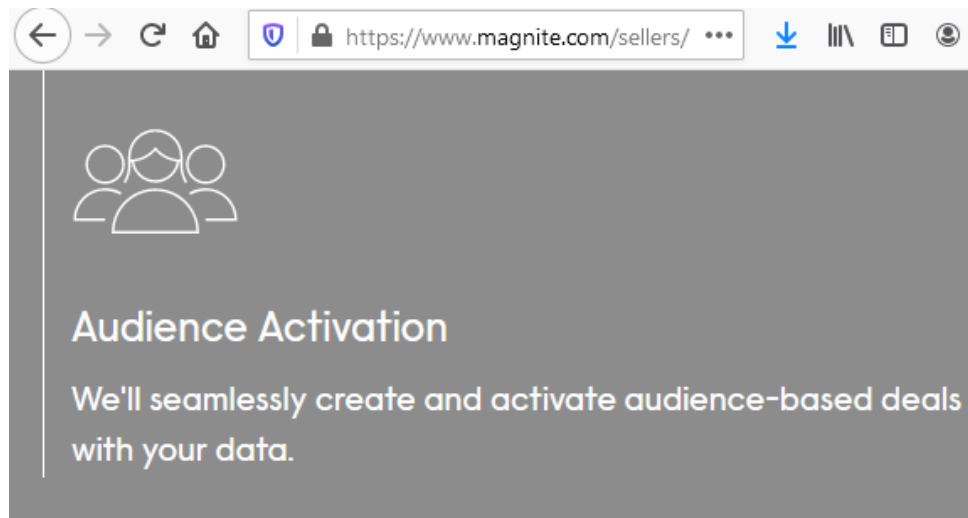 https://www.magnite.com/sellers/
Audience Activation
We'll seamlessly create and activate audience-based deals
with your data.